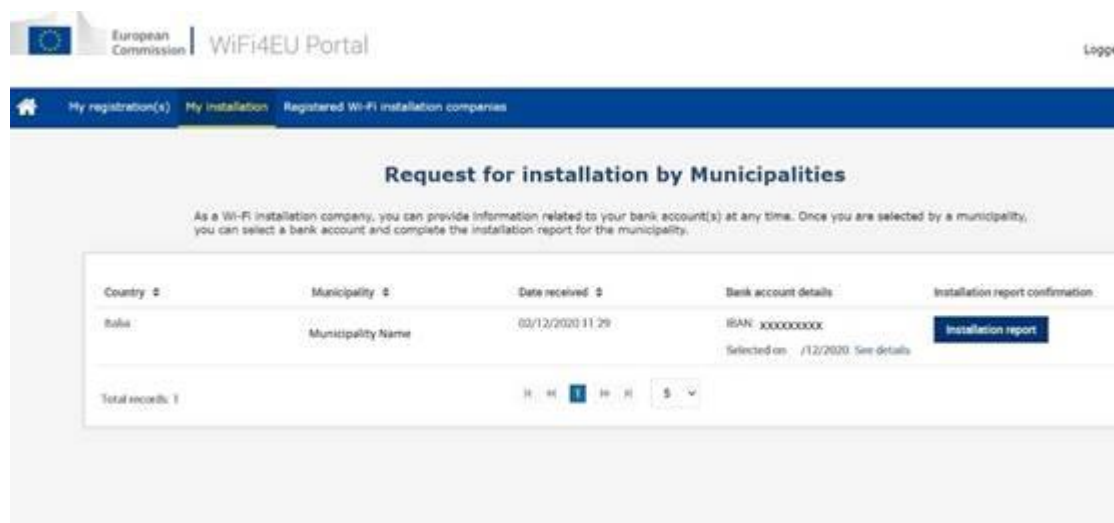 European
Commission
WiFi4EU Portal
Logge
My registration(s) My installation Registered Wi-Fi installation companies
Request for installation by Municipalities
As a Wi-Fi installation company, you can provide information related to your bank account(s) at any time. Once you are selected by a municipality,
you can select a bank account and complete the installation report for the municipality.
Country Municipality Date received Bank account details Installation report confirmation
Italia Municipality Name 02/12/2020 11:29 IBAN: XXXXXXXXXX Installation report
Selected on /12/2020 See details
Total records: 1 1 5